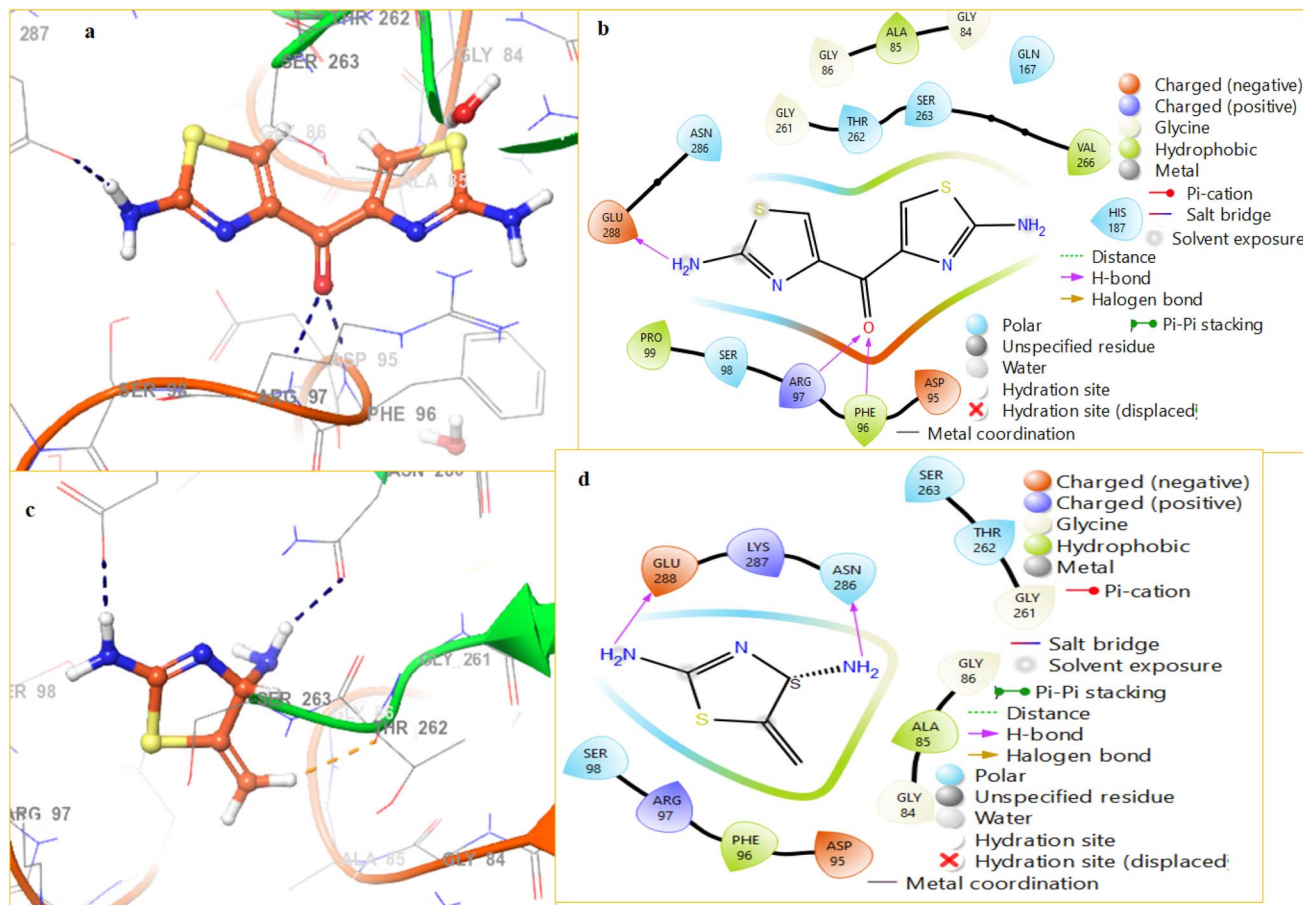 a
287
THR 262
SER 263
GLY 84
GLY 86
ALA 85
ASP 95
SER 98
ARG 97
PHE 96
b
GLY 86
ALA 85
GLY 84
GLN 167
GLY 261
THR 262
SER 263
VAL 266
ASN 286
GLU 288
HIS 187
S
S
H2N
N
N
NH2
O
PRO 99
SER 98
ARG 97
PHE 96
ASP 95
Charged (negative)
Charged (positive)
Glycine
Hydrophobic
Metal
Pi-cation
Salt bridge
Solvent exposure
Distance
H-bond
Halogen bond
Polar
Pi-Pi stacking
Unspecified residue
Water
Hydration site
Hydration site (displaced
Metal coordination
c
GLY 261
SER 263
GLY 86
THR 262
ER 98
ARG 97
ALA 85
GLY 84
d
GLU 288
LYS 287
ASN 286
H2N
N
S
NH2
S
SER 98
ARG 97
PHE 96
ASP 95
SER 263
THR 262
GLY 261
GLY 86
ALA 85
GLY 84
Charged (negative)
Charged (positive)
Glycine
Hydrophobic
Metal
Pi-cation
Salt bridge
Solvent exposure
Pi-Pi stacking
Distance
H-bond
Halogen bond
Polar
Unspecified residue
Water
Hydration site
Hydration site (displaced
Metal coordination